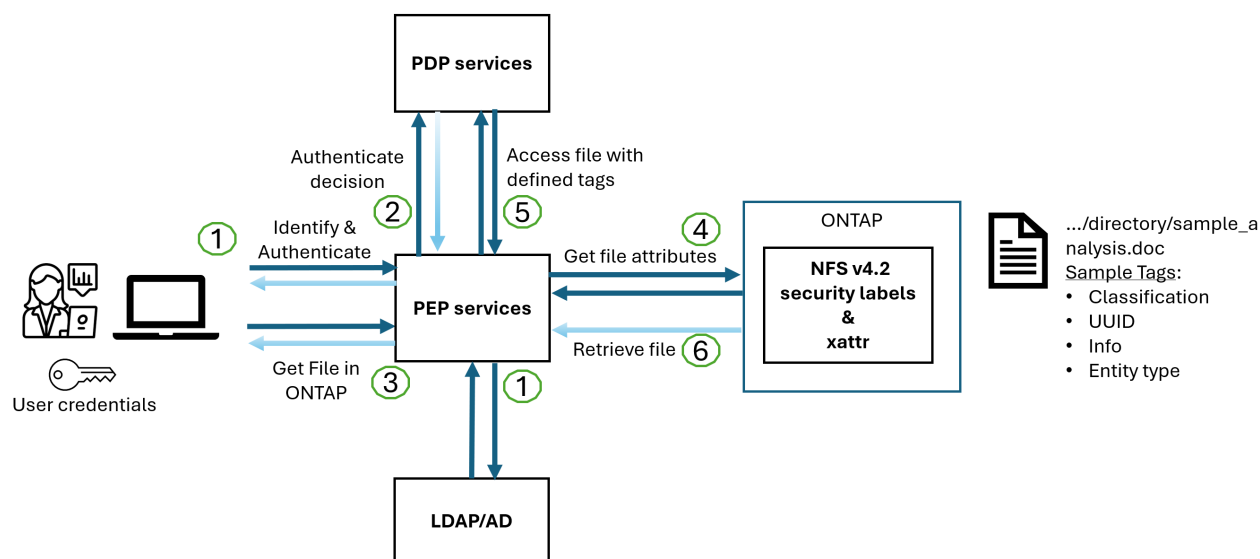 PDP services
Authenticate
decision
2
Access file with
defined tags
5
1
Identify &
Authenticate
PEP services
Get file attributes
4
ONTAP
NFS v4.2
security labels
&
xattr
Retrieve file
6
Get File in
ONTAP
3
1
User credentials
LDAP/AD
.../directory/sample_a
nalysis.doc
Sample Tags:
• Classification
• UUID
• Info
• Entity type